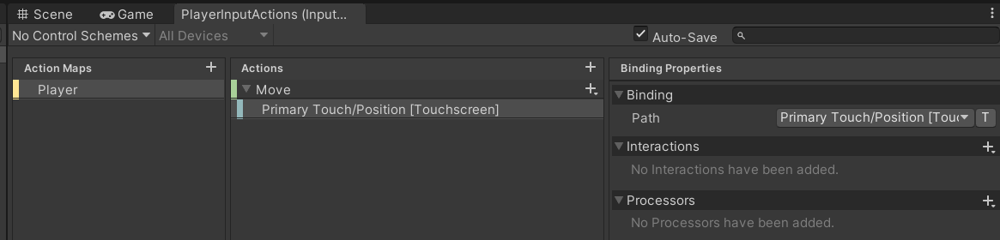 Scene Game PlayerInputActions (Input...
No Control Schemes All Devices Auto-Save
Action Maps Actions Binding Properties
Player Move Binding
Primary Touch/Position [Touchscreen] Path Primary Touch/Position [Touc T
Interactions
No Interactions have been added.
Processors
No Processors have been added.